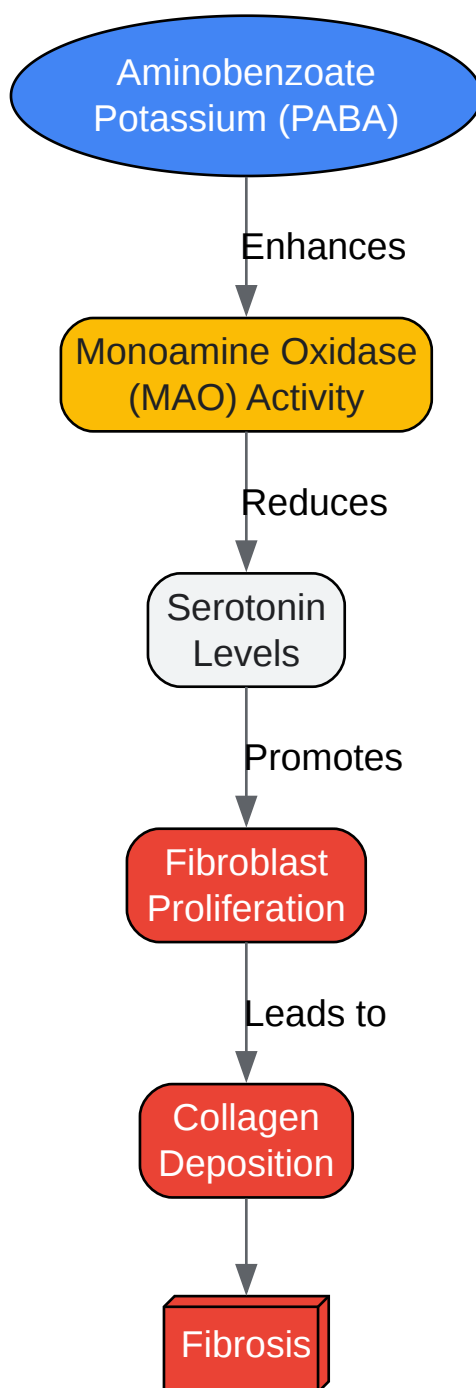 Aminobenzoate
Potassium (PABA)
Enhances
Monoamine Oxidase
(MAO) Activity
Reduces
Serotonin
Levels
Promotes
Fibroblast
Proliferation
Leads to
Collagen
Deposition
Fibrosis